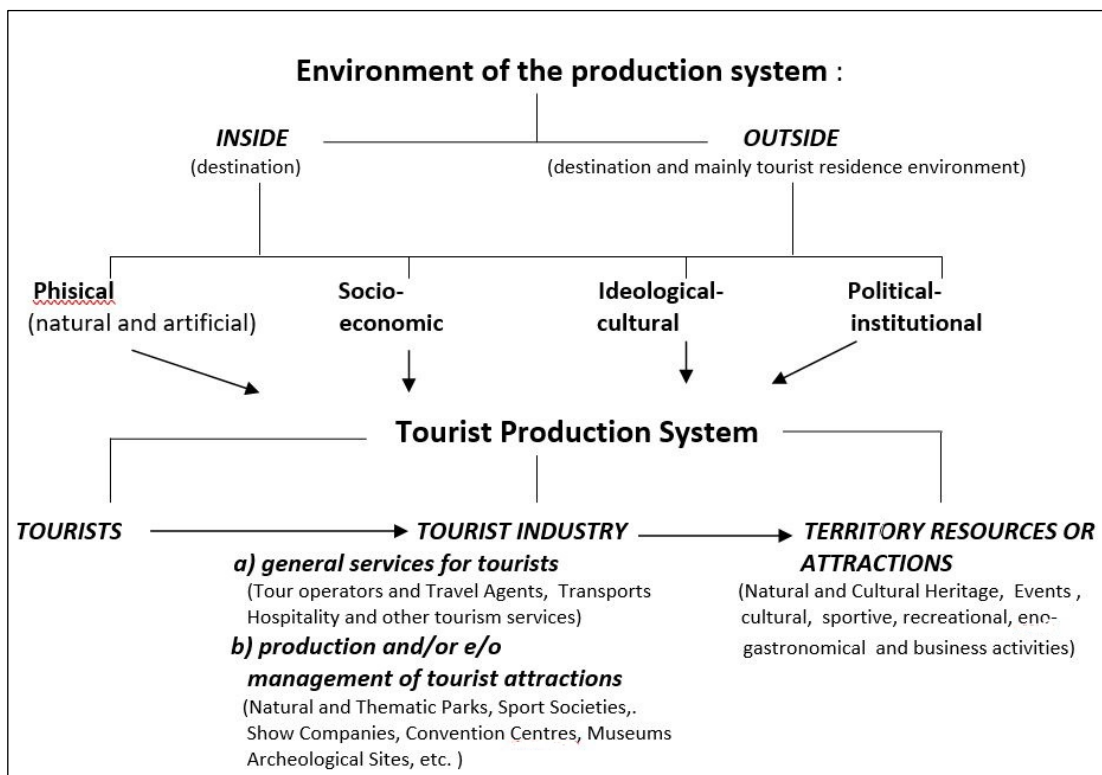 Environment of the production system :
INSIDE
(destination)
OUTSIDE
(destination and mainly tourist residence environment)
Phisical
(natural and artificial)
Socio-
economic
Ideological-
cultural
Political-
institutional
Tourist Production System
TOURISTS
TOURIST INDUSTRY
a) general services for tourists
(Tour operators and Travel Agents, Transports
Hospitality and other tourism services)
b) production and/or e/o
management of tourist attractions
(Natural and Thematic Parks, Sport Societies,.
Show Companies, Convention Centres, Museums
Archeological Sites, etc. )
TERRITORY RESOURCES OR
ATTRACTIONS
(Natural and Cultural Heritage, Events ,
cultural, sportive, recreational, eno-
gastronomical and business activities)